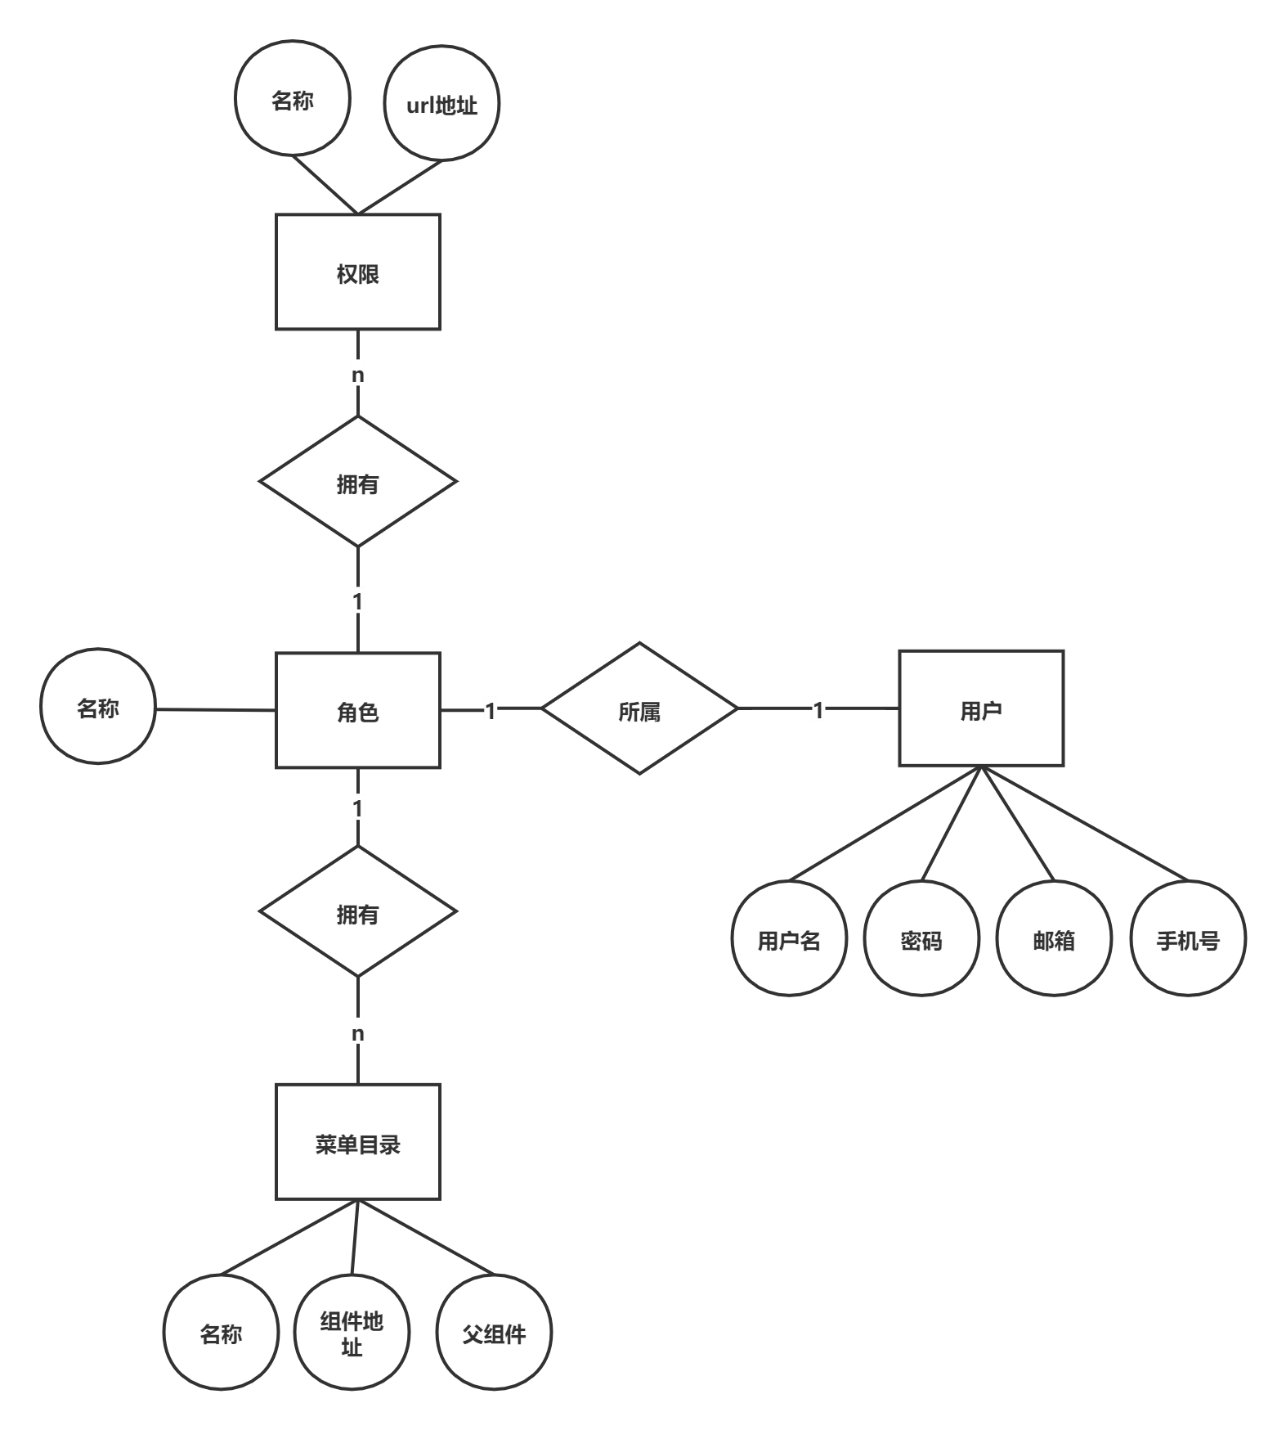 名称
url地址
权限
n
拥有
1
名称
角色
1
所属
1
用户
1
拥有
用户名
密码
邮箱
手机号
n
菜单目录
名称
组件地
址
父组件